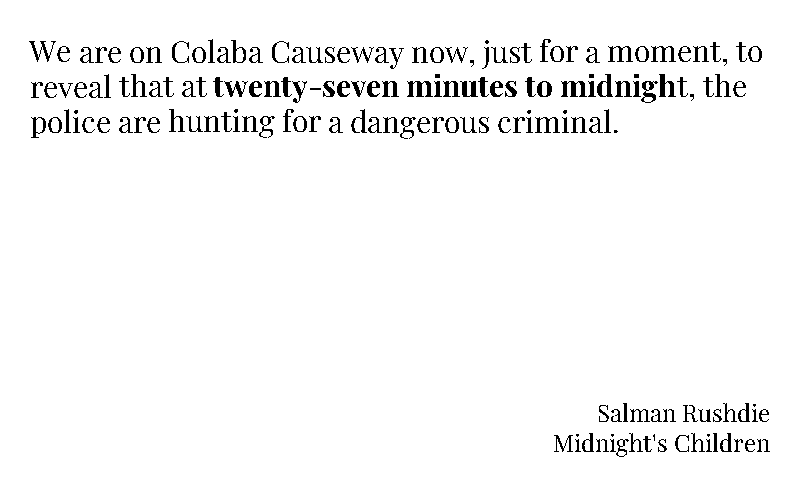 We are on Colaba Causeway now, just for a moment, to
reveal that at twenty-seven minutes to midnight, the
police are hunting for a dangerous criminal.
Salman Rushdie
Midnight's Children